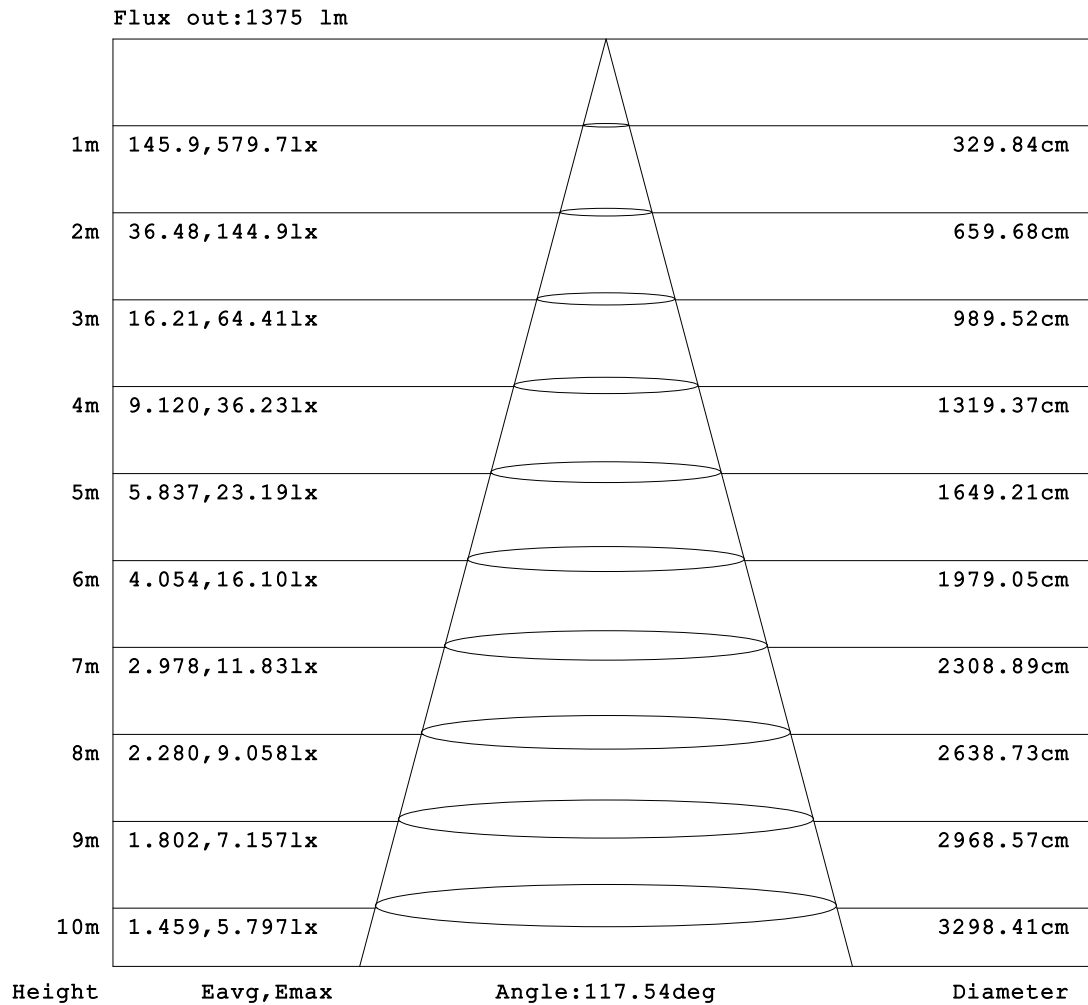 Flux out:1375 lm
1m 145.9,579.7lx 329.84cm
2m 36.48,144.9lx 659.68cm
3m 16.21,64.41lx 989.52cm
4m 9.120,36.23lx 1319.37cm
5m 5.837,23.19lx 1649.21cm
6m 4.054,16.10lx 1979.05cm
7m 2.978,11.83lx 2308.89cm
8m 2.280,9.058lx 2638.73cm
9m 1.802,7.157lx 2968.57cm
10m 1.459,5.797lx 3298.41cm
Height Eavg,Emax Angle:117.54deg Diameter